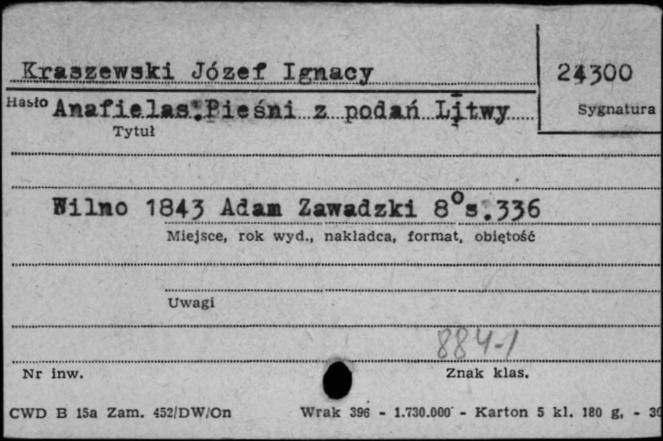 Kraszewski Józef Ignacy
24300
Hasło Anafielas.Pieśni z podań Litwy
Sygnatura
Tytuł
Wilno 1843 Adam Zawadzki 8° s.336
Miejsce, rok wyd., nakładca, format, objętość
Uwagi
884-1
Nr inw.
Znak klas.
CWD B 15a Zam. 452/DW/On Wrak 396 - 1.730.000 - Karton 5 kl. 180 g. - 30